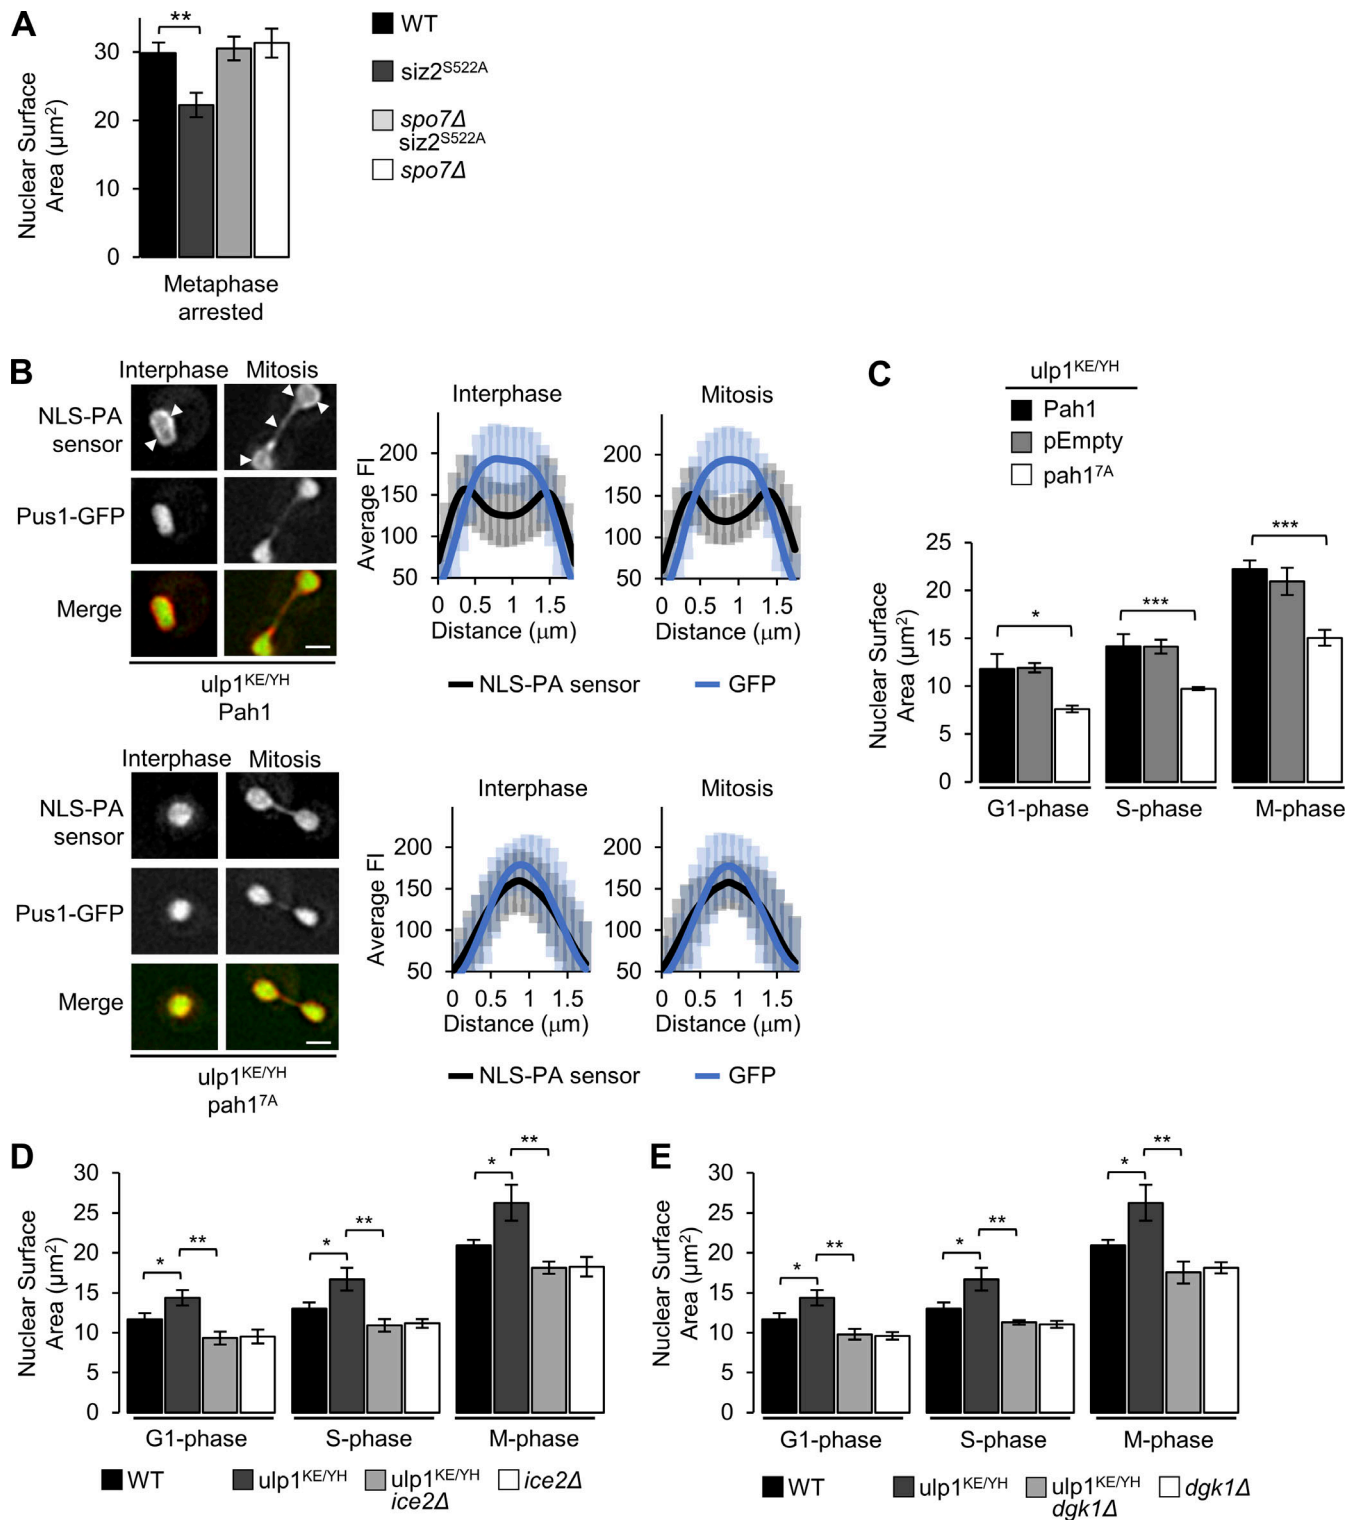 A
Nuclear Surface
Area (µm²)
30
20
10
0
**
Metaphase
arrested
WT
siz2S522A
spo7Δ
siz2S522A
spo7Δ
B
Interphase Mitosis
NLS-PA
sensor
Pus1-GFP
Merge
ulp1KE/YH
Pah1
Interphase
Mitosis
Average FI
200
150
100
50
0 0.5 1 1.5
Distance (µm)
200
150
100
50
0 0.5 1 1.5
Distance (µm)
NLS-PA sensor
GFP
Interphase Mitosis
NLS-PA
sensor
Pus1-GFP
Merge
ulp1KE/YH
pah17A
Interphase
Mitosis
Average FI
200
150
100
50
0 0.5 1 1.5
Distance (µm)
200
150
100
50
0 0.5 1 1.5
Distance (µm)
NLS-PA sensor
GFP
C
ulp1KE/YH
Pah1
pEmpty
pah17A
Nuclear Surface
Area (µm²)
25
20
15
10
5
0
*
***
***
G1-phase
S-phase
M-phase
D
Nuclear Surface
Area (µm²)
30
25
20
15
10
5
0
* **
* **
* **
G1-phase
S-phase
M-phase
WT
ulp1KE/YH
ulp1KE/YH
ice2Δ
ice2Δ
E
Nuclear Surface
Area (µm²)
30
25
20
15
10
5
0
* **
* **
* **
G1-phase
S-phase
M-phase
WT
ulp1KE/YH
ulp1KE/YH
dgk1Δ
dgk1Δ